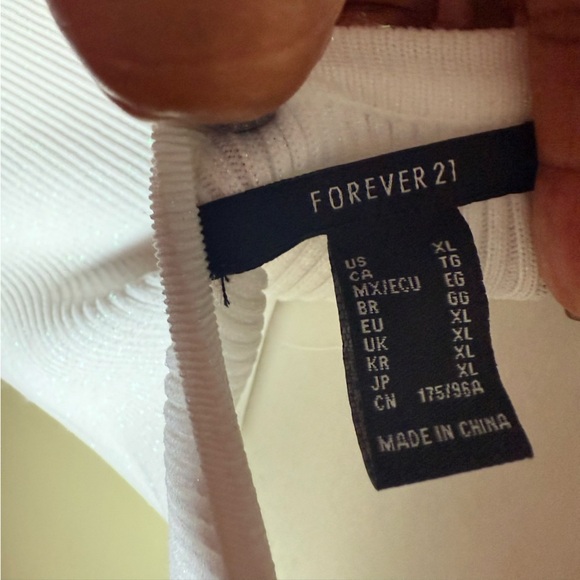 FOREVER 21
US XL
CA TG
MX/ECU EG
BR GG
EU XL
UK XL
KR XL
JP XL
CN 175/96A
MADE IN CHINA